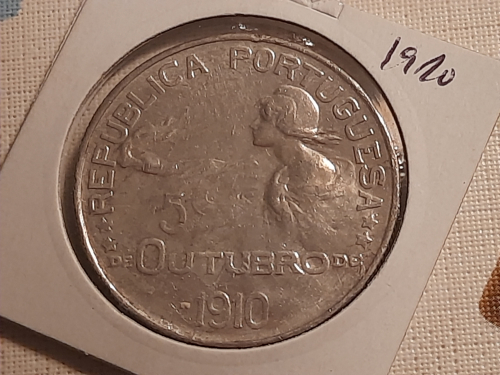 1910
REPUBLICA PORTUGUESA
5
DE OUTUBRO DE
1910